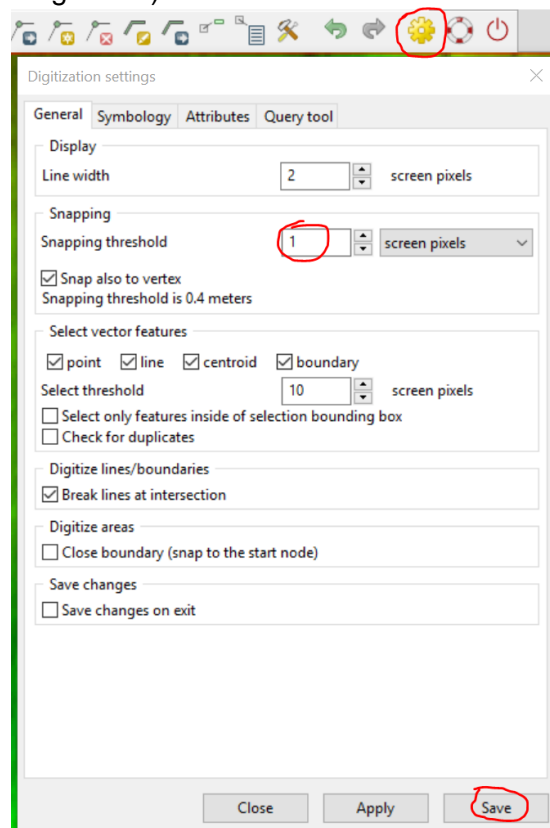 Digitization settings
General Symbology Attributes Query tool
Display
Line width 2 screen pixels
Snapping
Snapping threshold 1 screen pixels
Snap also to vertex
Snapping threshold is 0.4 meters
Select vector features
point line centroid boundary
Select threshold 10 screen pixels
Select only features inside of selection bounding box
Check for duplicates
Digitize lines/boundaries
Break lines at intersection
Digitize areas
Close boundary (snap to the start node)
Save changes
Save changes on exit
Close Apply Save